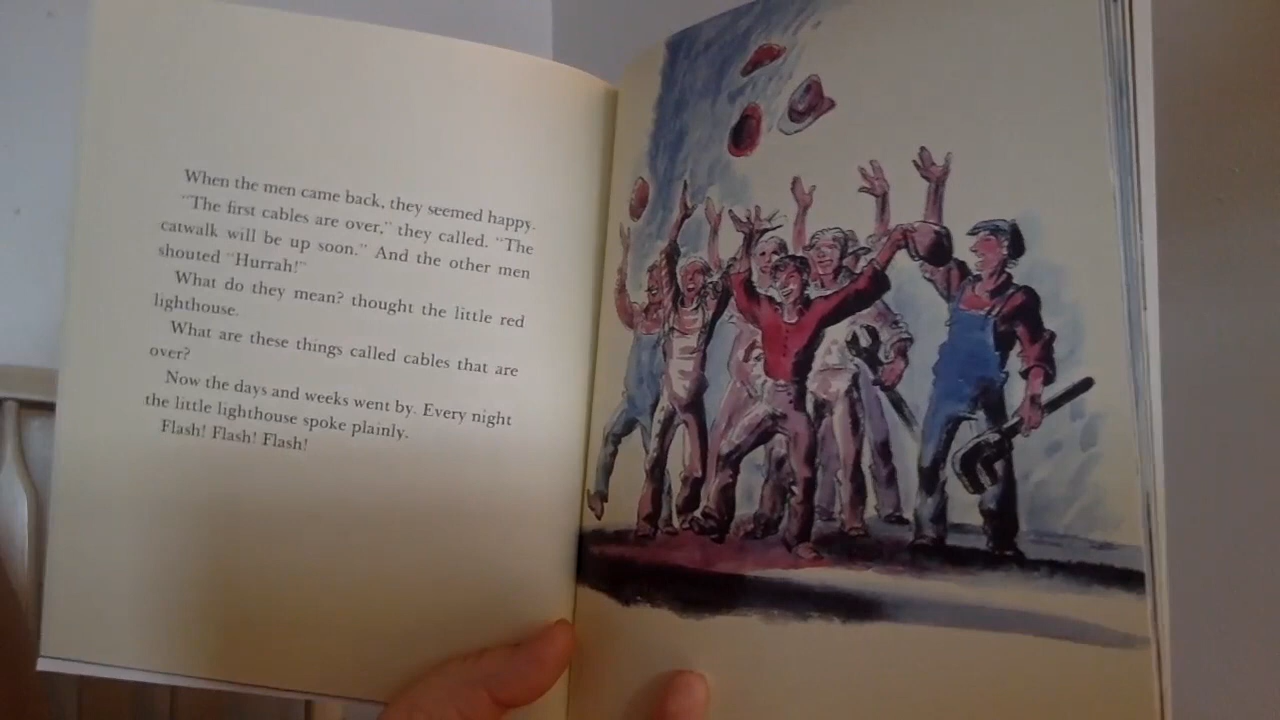 When the men came back, they seemed happy.
"The first cables are over," they called. "The
catwalk will be up soon." And the other men
shouted "Hurrah!"
What do they mean? thought the little red
lighthouse.
What are these things called cables that are
over?
Now the days and weeks went by. Every night
the little lighthouse spoke plainly.
Flash! Flash! Flash!